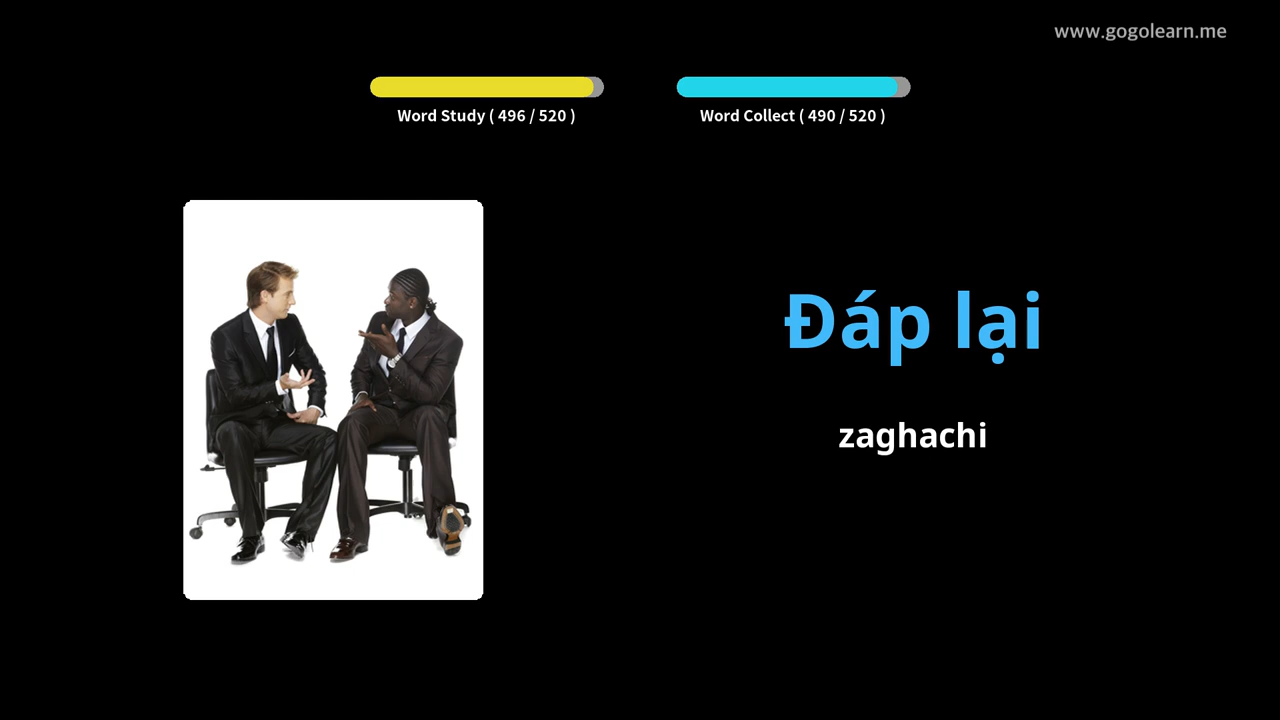 www.gogolearn.me
Word Study ( 496 / 520 )
Word Collect ( 490 / 520 )
Đáp lại
zaghachi